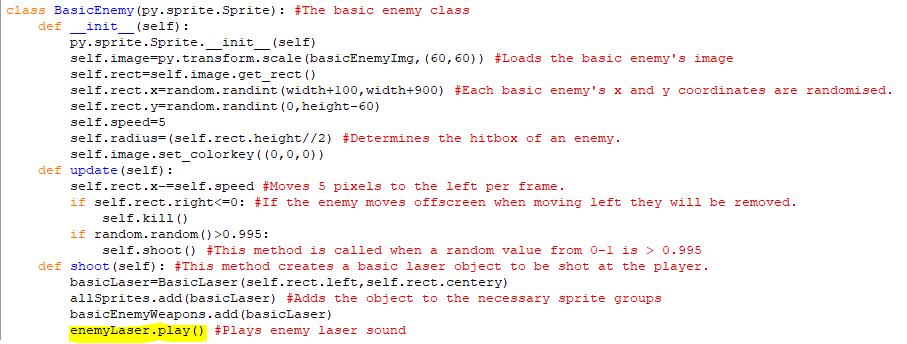 class BasicEnemy(py.sprite.Sprite): #The basic enemy class
    def __init__(self):
        py.sprite.Sprite.__init__(self)
        self.image=py.transform.scale(basicEnemyImg,(60,60)) #Loads the basic enemy's image
        self.rect=self.image.get_rect()
        self.rect.x=random.randint(width+100,width+900) #Each basic enemy's x and y coordinates are randomised.
        self.rect.y=random.randint(0,height-60)
        self.speed=5
        self.radius=(self.rect.height//2) #Determines the hitbox of an enemy.
        self.image.set_colorkey((0,0,0))
    def update(self):
        self.rect.x-=self.speed #Moves 5 pixels to the left per frame.
        if self.rect.right<=0: #If the enemy moves offscreen when moving left they will be removed.
            self.kill()
        if random.random()>0.995:
            self.shoot() #This method is called when a random value from 0-1 is > 0.995
    def shoot(self): #This method creates a basic laser object to be shot at the player.
        basicLaser=BasicLaser(self.rect.left,self.rect.centery)
        allSprites.add(basicLaser) #Adds the object to the necessary sprite groups
        basicEnemyWeapons.add(basicLaser)
        enemyLaser.play() #Plays enemy laser sound